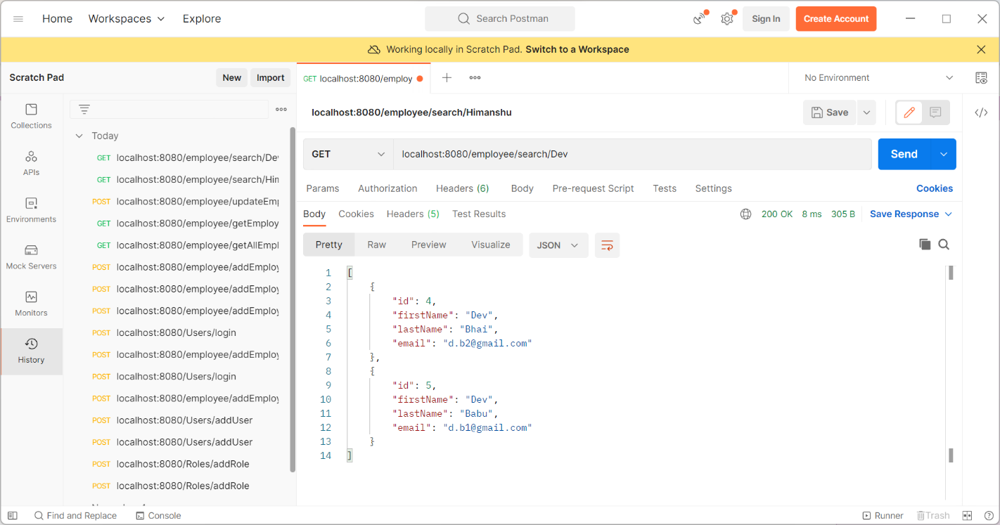 Home Workspaces Explore Search Postman Sign In Create Account
Working locally in Scratch Pad. Switch to a Workspace
Scratch Pad New Import GET localhost:8080/employ No Environment
localhost:8080/employee/search/Himanshu Save
Collections
APIs
Environments
Mock Servers
Monitors
History
Today
GET localhost:8080/employee/search/De
GET localhost:8080/employee/search/Hin
POST localhost:8080/employee/updateEmp
GET localhost:8080/employee/getEmploy
GET localhost:8080/employee/getAllEmpl
POST localhost:8080/employee/addEmploy
POST localhost:8080/employee/addEmploy
POST localhost:8080/employee/addEmploy
POST localhost:8080/Users/login
POST localhost:8080/employee/addEmploy
POST localhost:8080/Users/login
POST localhost:8080/employee/addEmploy
POST localhost:8080/Users/addUser
POST localhost:8080/Users/addUser
POST localhost:8080/Roles/addRole
POST localhost:8080/Roles/addRole
GET localhost:8080/employee/search/Dev Send
Params Authorization Headers (6) Body Pre-request Script Tests Settings Cookies
Body Cookies Headers (5) Test Results 200 OK 8 ms 305 B Save Response
Pretty Raw Preview Visualize JSON
1 [
2 {
3 "id": 4,
4 "firstName": "Dev",
5 "lastName": "Bhai",
6 "email": "d.b2@gmail.com"
7 },
8 {
9 "id": 5,
10 "firstName": "Dev",
11 "lastName": "Babu",
12 "email": "d.b1@gmail.com"
13 }
14 ]
Find and Replace Console Runner Trash